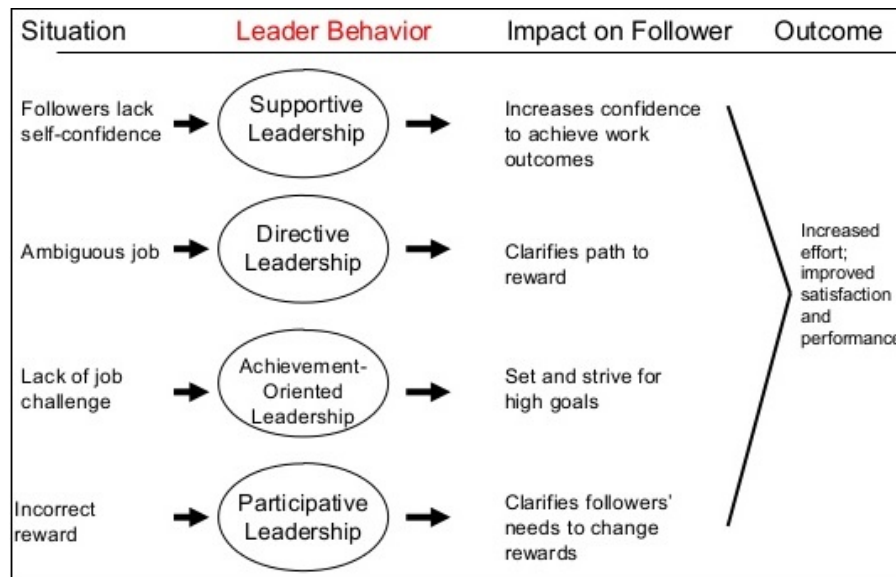 Situation
Leader Behavior
Impact on Follower
Outcome
Followers lack
self-confidence
Supportive
Leadership
Increases confidence
to achieve work
outcomes
Ambiguous job
Directive
Leadership
Clarifies path to
reward
Lack of job
challenge
Achievement-
Oriented
Leadership
Set and strive for
high goals
Incorrect
reward
Participative
Leadership
Clarifies followers'
needs to change
rewards
Increased
effort;
improved
satisfaction
and
performance